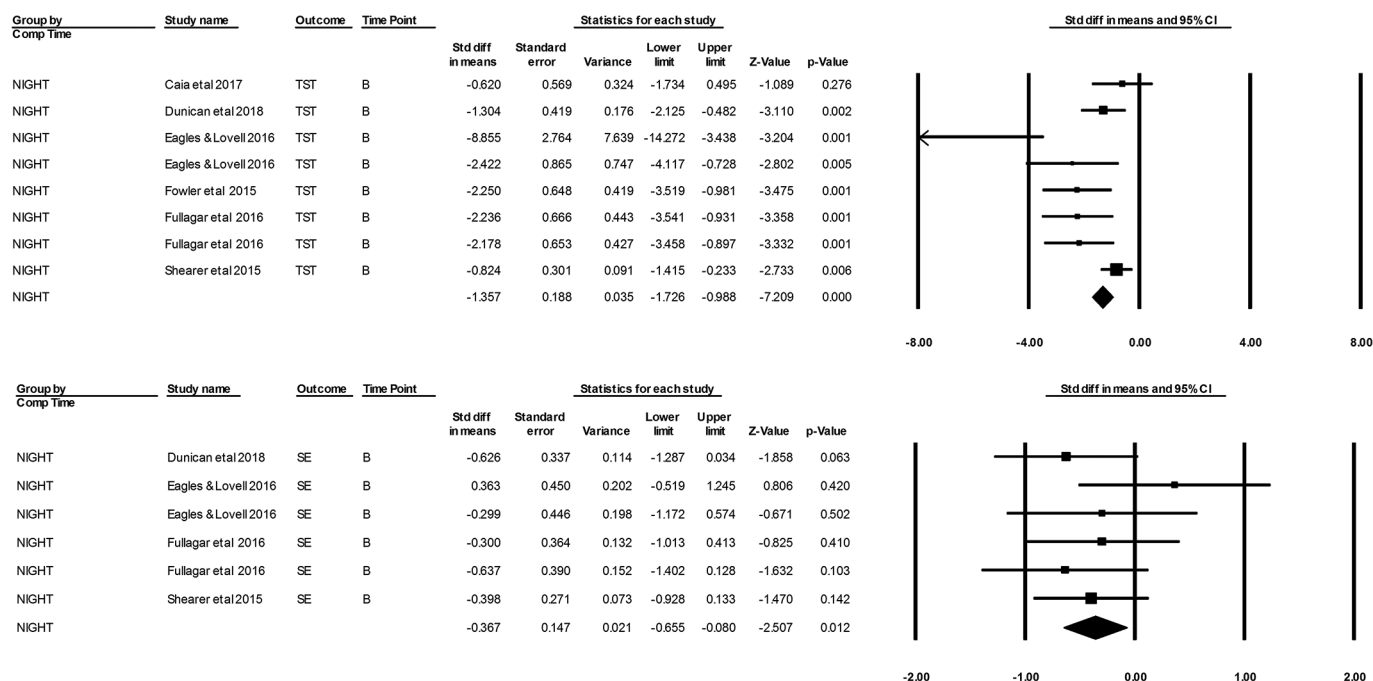 Group by Study name Outcome Time Point Statistics for each study Std diff in means and 95% CI
Comp Time
Std diff Standard Lower Upper
in means error Variance limit limit Z-Value p-Value
NIGHT Caia et al 2017 TST B -0.620 0.569 0.324 -1.734 0.495 -1.089 0.276
NIGHT Dunican et al 2018 TST B -1.304 0.419 0.176 -2.125 -0.482 -3.110 0.002
NIGHT Eagles & Lovell 2016 TST B -8.855 2.764 7.639 -14.272 -3.438 -3.204 0.001
NIGHT Eagles & Lovell 2016 TST B -2.422 0.865 0.747 -4.117 -0.728 -2.802 0.005
NIGHT Fowler et al 2015 TST B -2.250 0.648 0.419 -3.519 -0.981 -3.475 0.001
NIGHT Fullagar et al 2016 TST B -2.236 0.666 0.443 -3.541 -0.931 -3.358 0.001
NIGHT Fullagar et al 2016 TST B -2.178 0.653 0.427 -3.458 -0.897 -3.332 0.001
NIGHT Shearer et al 2015 TST B -0.824 0.301 0.091 -1.415 -0.233 -2.733 0.006
NIGHT -1.357 0.188 0.035 -1.726 -0.988 -7.209 0.000
-8.00 -4.00 0.00 4.00 8.00
Group by Study name Outcome Time Point Statistics for each study Std diff in means and 95% CI
Comp Time
Std diff Standard Lower Upper
in means error Variance limit limit Z-Value p-Value
NIGHT Dunican et al 2018 SE B -0.626 0.337 0.114 -1.287 0.034 -1.858 0.063
NIGHT Eagles & Lovell 2016 SE B 0.363 0.450 0.202 -0.519 1.245 0.806 0.420
NIGHT Eagles & Lovell 2016 SE B -0.299 0.446 0.198 -1.172 0.574 -0.671 0.502
NIGHT Fullagar et al 2016 SE B -0.300 0.364 0.132 -1.013 0.413 -0.825 0.410
NIGHT Fullagar et al 2016 SE B -0.637 0.390 0.152 -1.402 0.128 -1.632 0.103
NIGHT Shearer et al 2015 SE B -0.398 0.271 0.073 -0.928 0.133 -1.470 0.142
NIGHT -0.367 0.147 0.021 -0.655 -0.080 -2.507 0.012
-2.00 -1.00 0.00 1.00 2.00